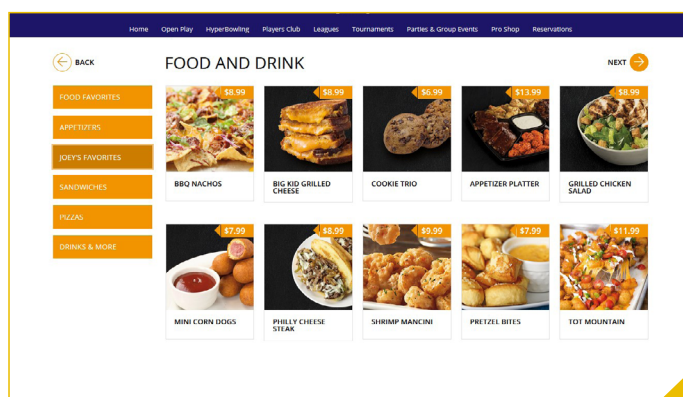 Home Open Play HyperBowling Players Club Leagues Tournaments Parties & Group Events Pro Shop Reservations
BACK
FOOD AND DRINK
NEXT
FOOD FAVORITES
APPETIZERS
JOEY'S FAVORITES
SANDWICHES
PIZZAS
DRINKS & MORE
$8.99 $8.99 $6.99 $13.99 $8.99
BBQ NACHOS
BIG KID GRILLED
CHEESE
COOKIE TRIO
APPETIZER PLATTER
GRILLED CHICKEN
SALAD
$7.99 $8.99 $9.99 $7.99 $11.99
MINI CORN DOGS
PHILLY CHEESE
STEAK
SHRIMP MANCINI
PRETZEL BITES
TOT MOUNTAIN